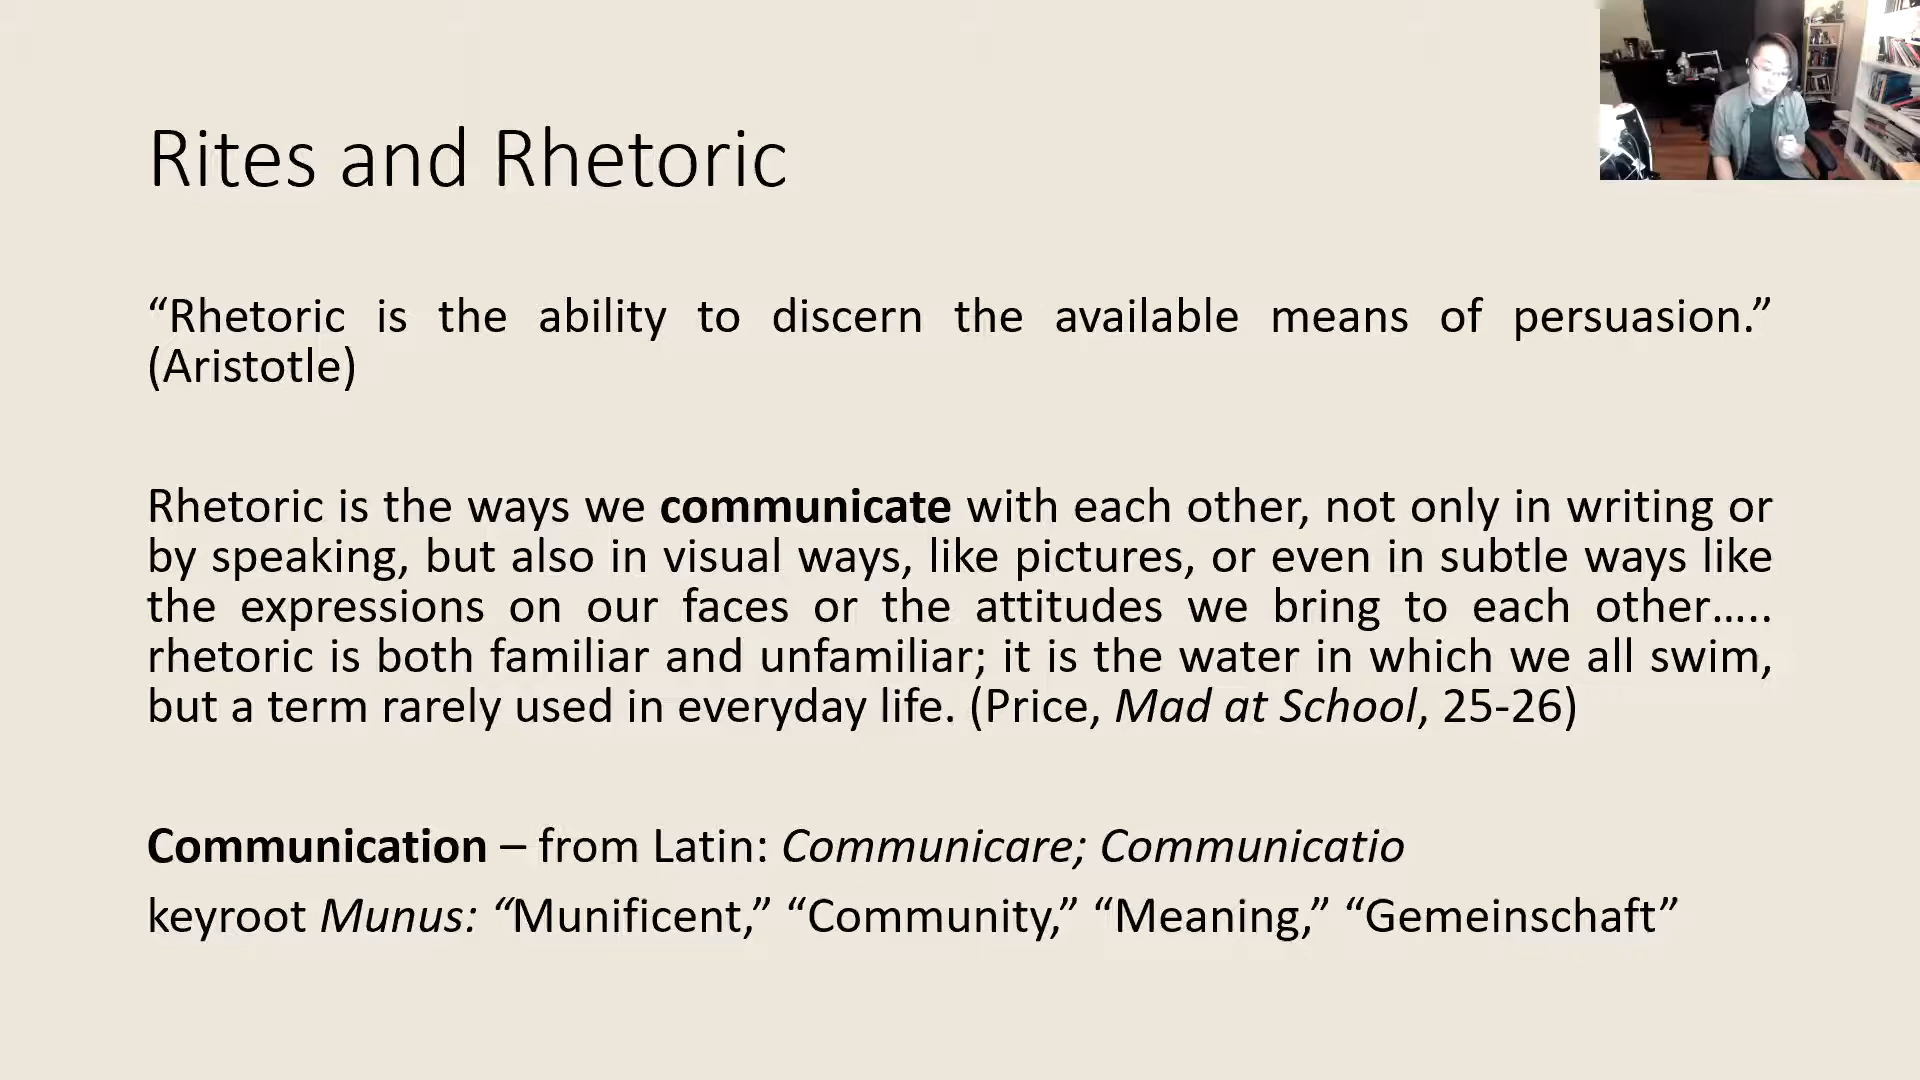 Rites and Rhetoric
“Rhetoric is the ability to discern the available means of persuasion.”
(Aristotle)
Rhetoric is the ways we communicate with each other, not only in writing or
by speaking, but also in visual ways, like pictures, or even in subtle ways like
the expressions on our faces or the attitudes we bring to each other…..
rhetoric is both familiar and unfamiliar; it is the water in which we all swim,
but a term rarely used in everyday life. (Price, Mad at School, 25-26)
Communication – from Latin: Communicare; Communicatio
keyroot Munus: “Munificent,” “Community,” “Meaning,” “Gemeinschaft”